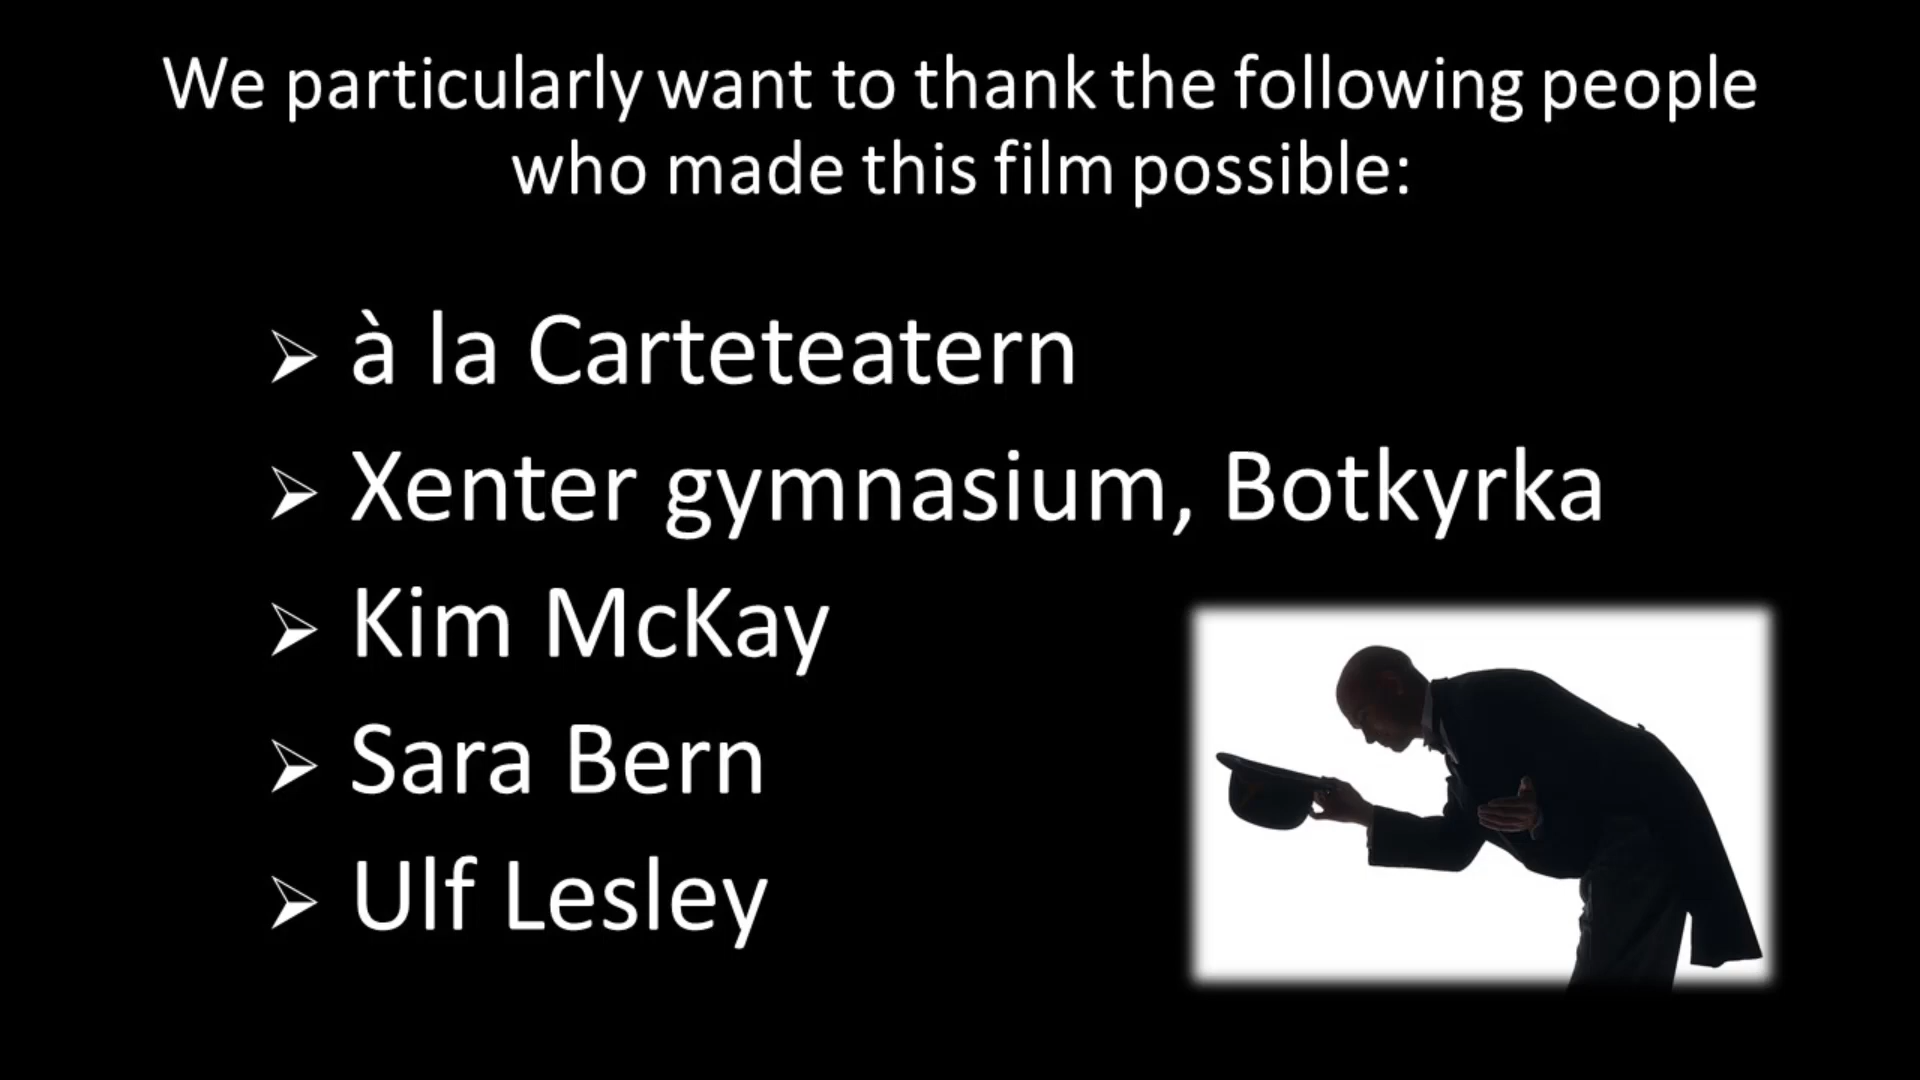 We particularly want to thank the following people
who made this film possible:
à la Carteteatern
Xenter gymnasium, Botkyrka
Kim McKay
Sara Bern
Ulf Lesley